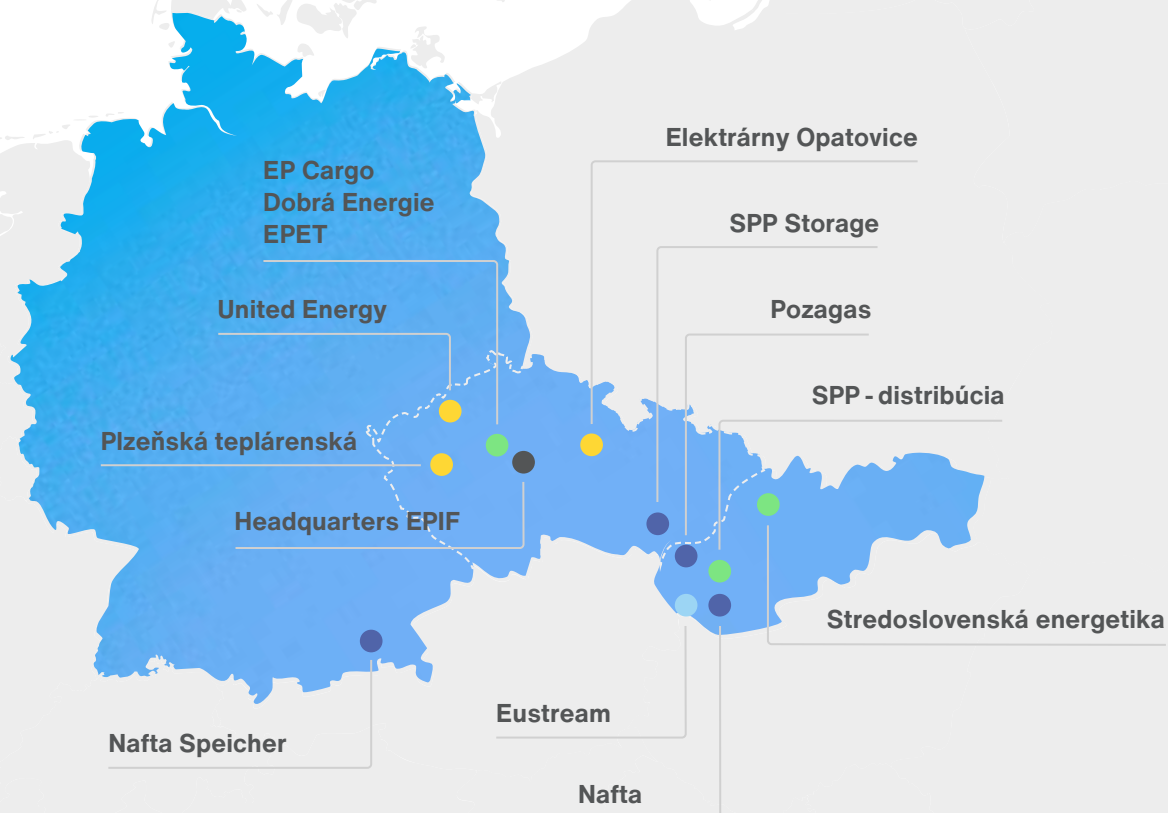 Elektrárny Opatovice
EP Cargo
Dobrá Energie
EPET
SPP Storage
United Energy
Pozagas
SPP - distribúcia
Plzeňská teplárenská
Headquarters EPIF
Stredoslovenská energetika
Eustream
Nafta Speicher
Nafta